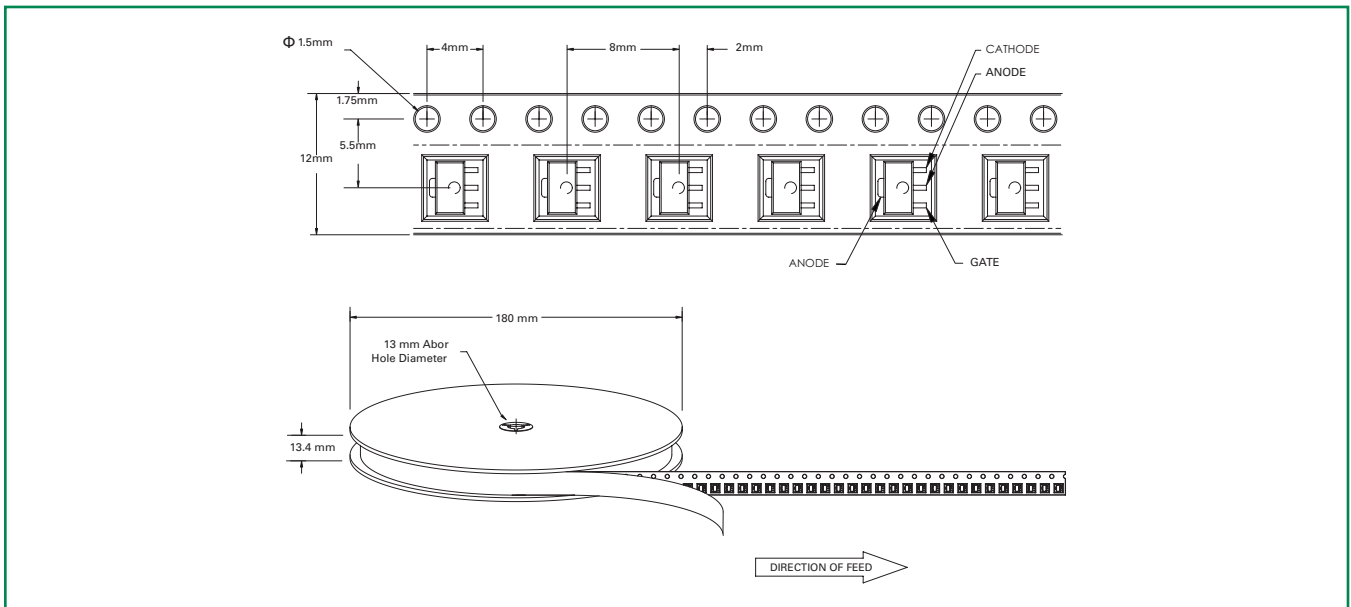 Φ 1.5mm
4mm
8mm
2mm
CATHODE
ANODE
1.75mm
5.5mm
12mm
ANODE
GATE
180 mm
13 mm Abor
Hole Diameter
13.4 mm
DIRECTION OF FEED